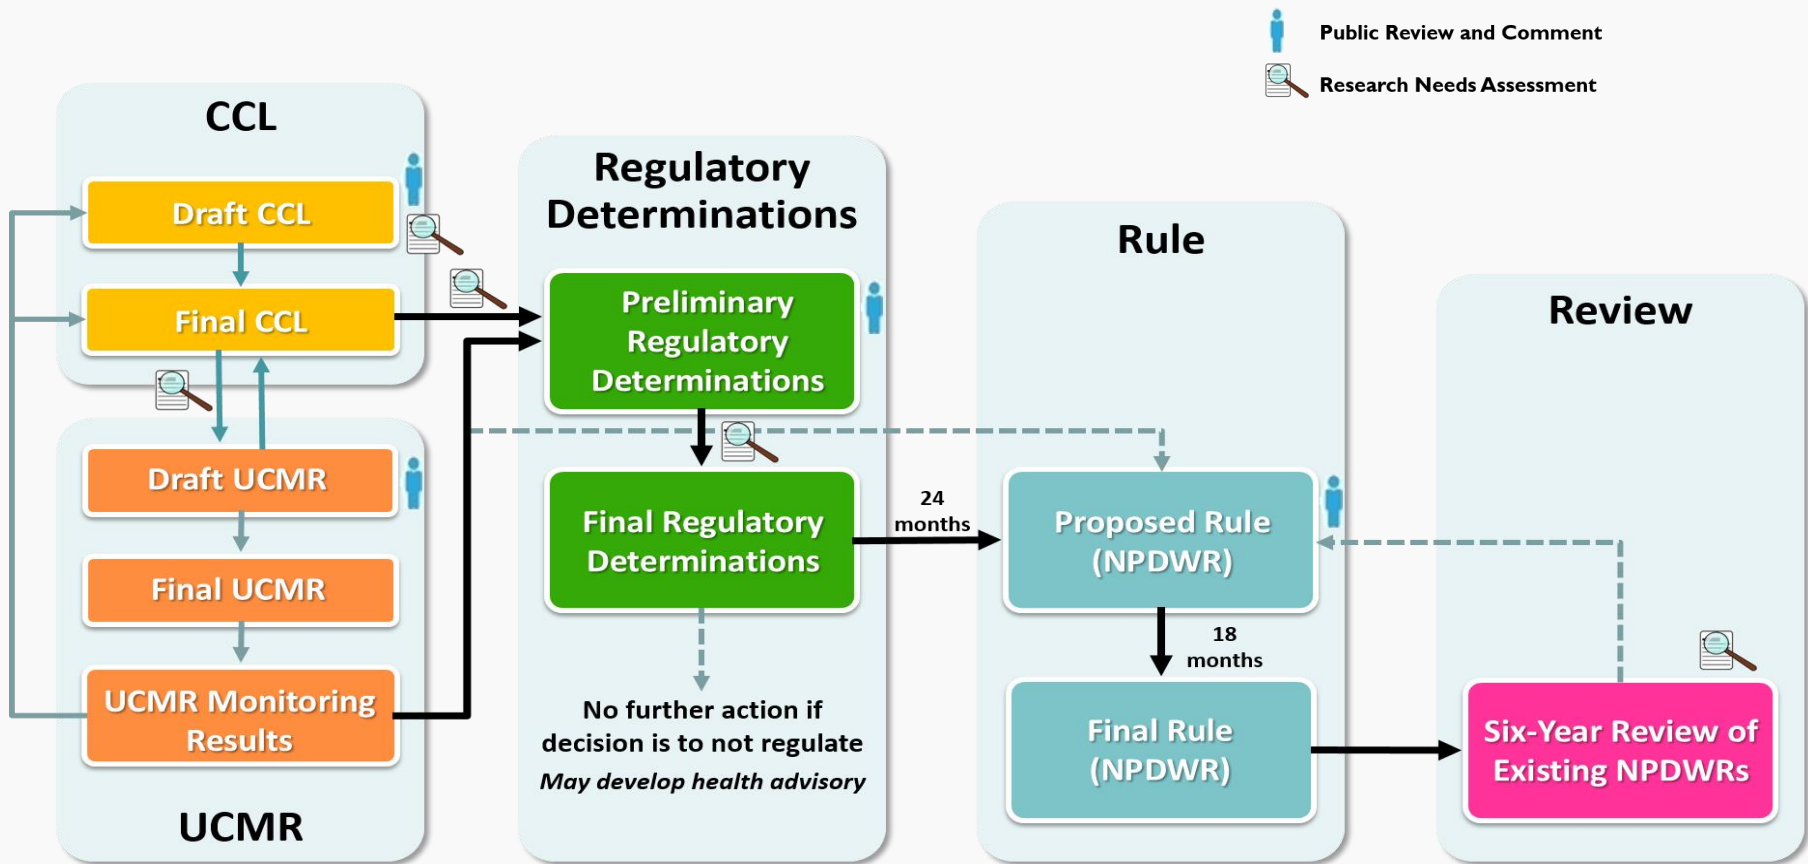 Public Review and Comment
Research Needs Assessment
CCL
Draft CCL
Final CCL
Draft UCMR
Final UCMR
UCMR Monitoring
Results
UCMR
Regulatory
Determinations
Preliminary
Regulatory
Determinations
Final Regulatory
Determinations
No further action if
decision is to not regulate
May develop health advisory
24
months
Rule
Proposed Rule
(NPDWR)
18
months
Final Rule
(NPDWR)
Review
Six-Year Review of
Existing NPDWRs